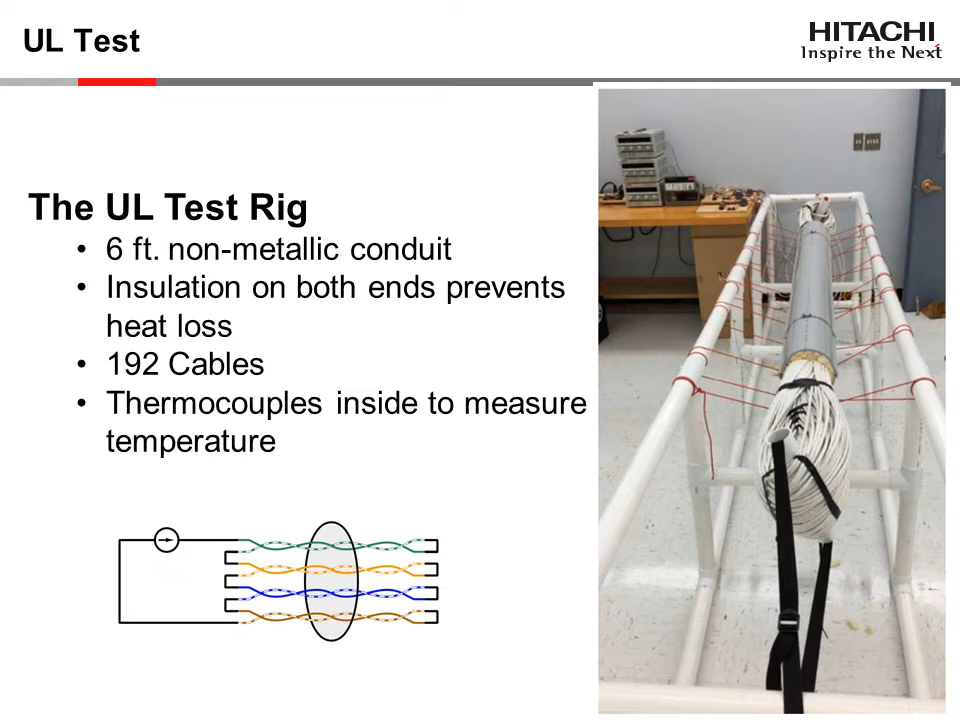 UL Test
HITACHI
Inspire the Next
The UL Test Rig
• 6 ft. non-metallic conduit
• Insulation on both ends prevents
heat loss
• 192 Cables
• Thermocouples inside to measure
temperature